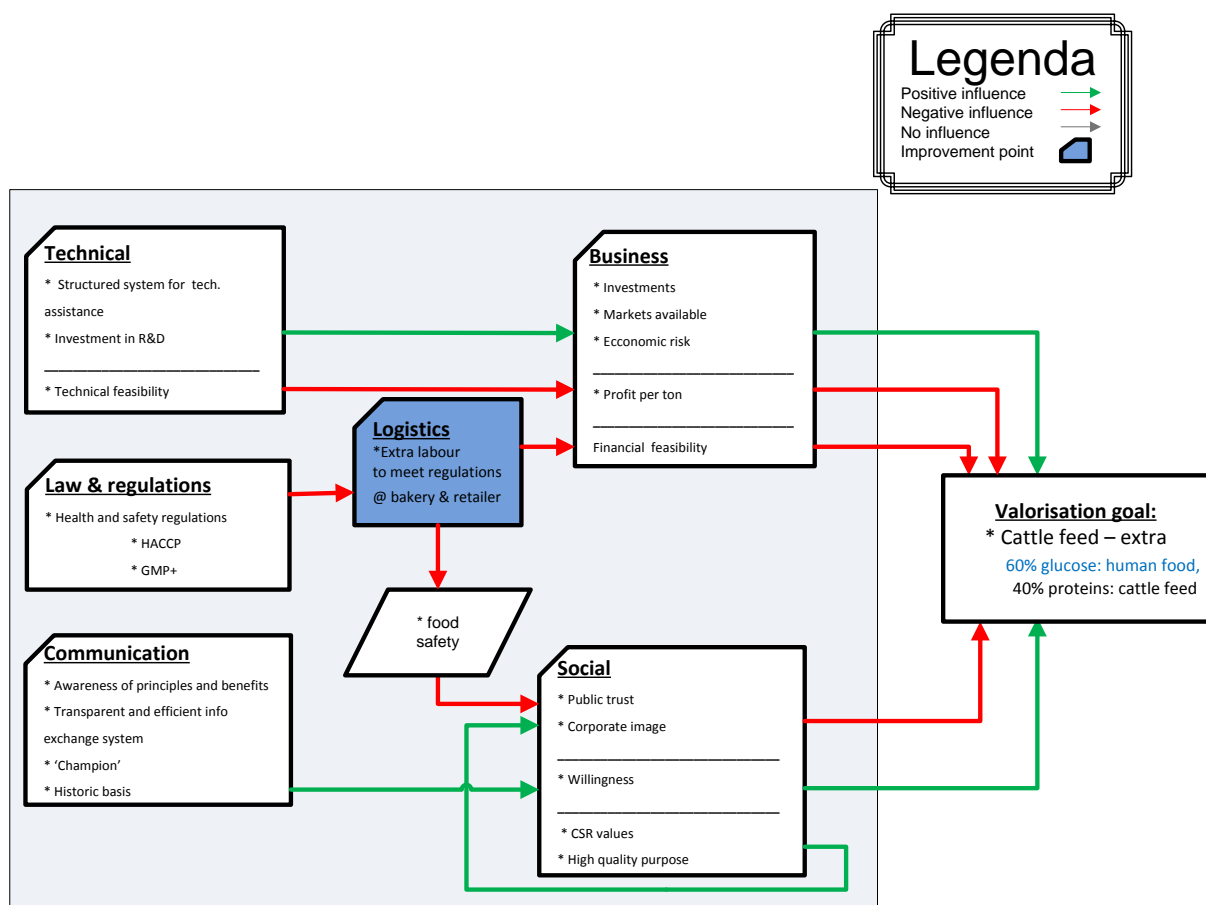 Legenda
Positive influence
Negative influence
No influence
Improvement point
Technical
* Structured system for tech.
assistance
* Investment in R&D
* Technical feasibility
Business
* Investments
* Markets available
* Ecconomic risk
* Profit per ton
Financial feasibility
Logistics
*Extra labour
to meet regulations
@ bakery & retailer
Law & regulations
* Health and safety regulations
* HACCP
* GMP+
Valorisation goal:
* Cattle feed – extra
60% glucose: human food,
40% proteins: cattle feed
* food
safety
Communication
* Awareness of principles and benefits
* Transparent and efficient info
exchange system
* ‘Champion’
* Historic basis
Social
* Public trust
* Corporate image
* Willingness
* CSR values
* High quality purpose